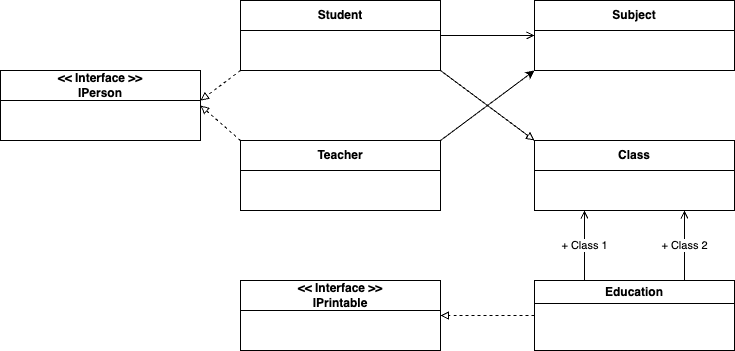 Student
Subject
<< Interface >>
IPerson
Teacher
Class
+ Class 1
+ Class 2
<< Interface >>
IPrintable
Education